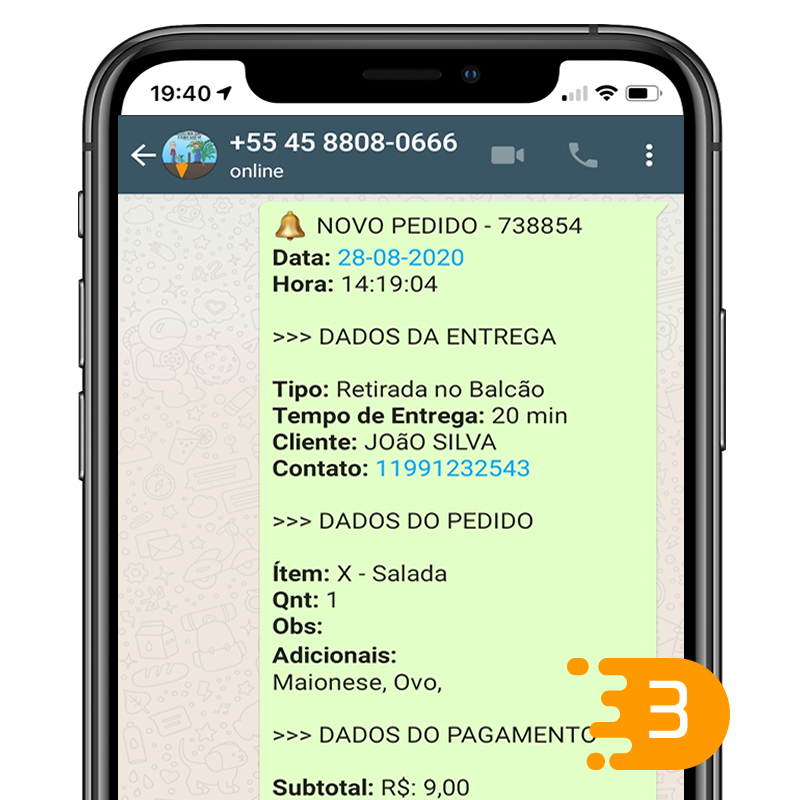 19:40
+55 45 8808-0666
online
NOVO PEDIDO - 738854
Data: 28-08-2020
Hora: 14:19:04
>>> DADOS DA ENTREGA
Tipo: Retirada no Balcão
Tempo de Entrega: 20 min
Cliente: JOãO SILVA
Contato: 11991232543
>>> DADOS DO PEDIDO
Ítem: X - Salada
Qnt: 1
Obs:
Adicionais:
Maionese, Ovo,
>>> DADOS DO PAGAMENTO
3
Subtotal: R$: 9,00